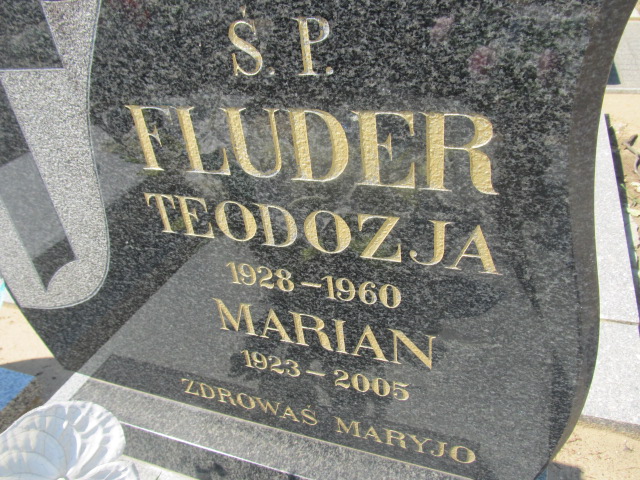 Ś. P.
FLUDER
TEODOZJA
1928 – 1960
MARIAN
1923 – 2005
ZDROWAŚ MARYJO